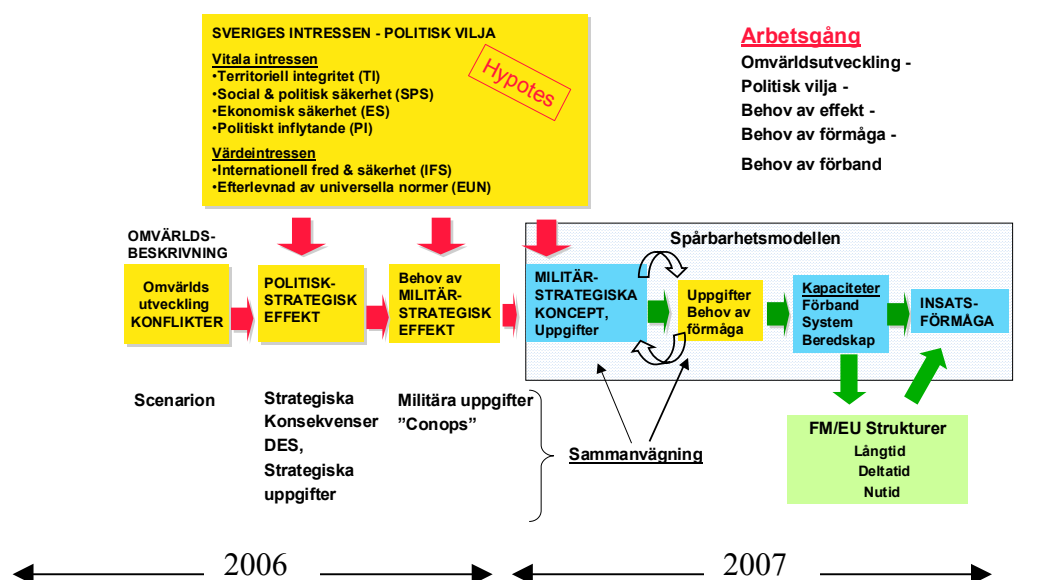 SVERIGES INTRESSEN - POLITISK VILJA
Vitala intressen
•Territoriell integritet (TI)
•Social & politisk säkerhet (SPS)
•Ekonomisk säkerhet (ES)
•Politiskt inflytande (PI)
Värdeintressen
•Internationell fred & säkerhet (IFS)
•Efterlevnad av universella normer (EUN)
Hypotes
Arbetsgång
Omvärldsutveckling -
Politisk vilja -
Behov av effekt -
Behov av förmåga -
Behov av förband
OMVÄRLDS-
BESKRIVNING
Omvärlds
utveckling
KONFLIKTER
POLITISK-
STRATEGISK
EFFEKT
Behov av
MILITÄR-
STRATEGISK
EFFEKT
Spårbarhetsmodellen
MILITÄR-
STRATEGISKA
KONCEPT,
Uppgifter
Uppgifter
Behov av
förmåga
Kapaciteter
Förband
System
Beredskap
INSATS-
FÖRMÅGA
Scenarion
Strategiska
Konsekvenser
DES,
Strategiska
uppgifter
Militära uppgifter
”Conops”
Sammanvägning
FM/EU Strukturer
Långtid
Deltatid
Nutid
2006
2007